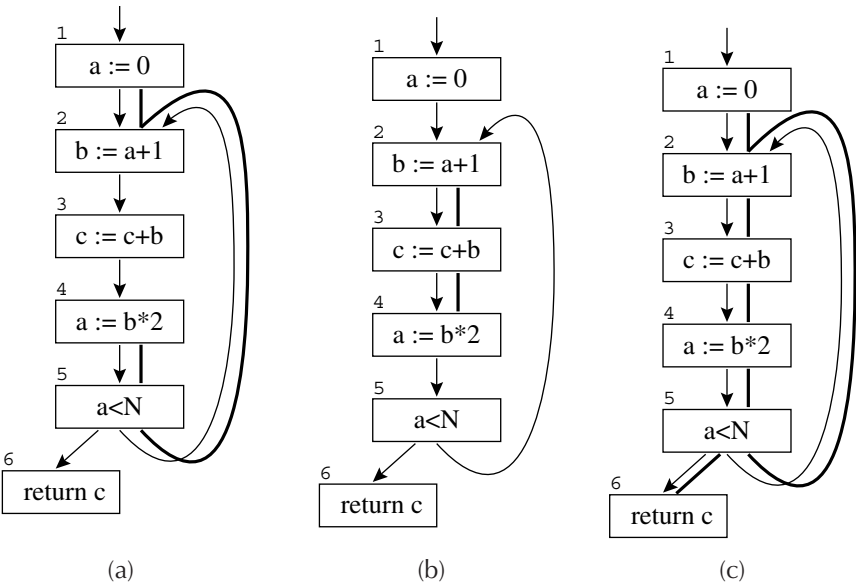 1
a := 0
2
b := a+1
3
c := c+b
4
a := b*2
5
a<N
6
return c
(a)
1
a := 0
2
b := a+1
3
c := c+b
4
a := b*2
5
a<N
6
return c
(b)
1
a := 0
2
b := a+1
3
c := c+b
4
a := b*2
5
a<N
6
return c
(c)